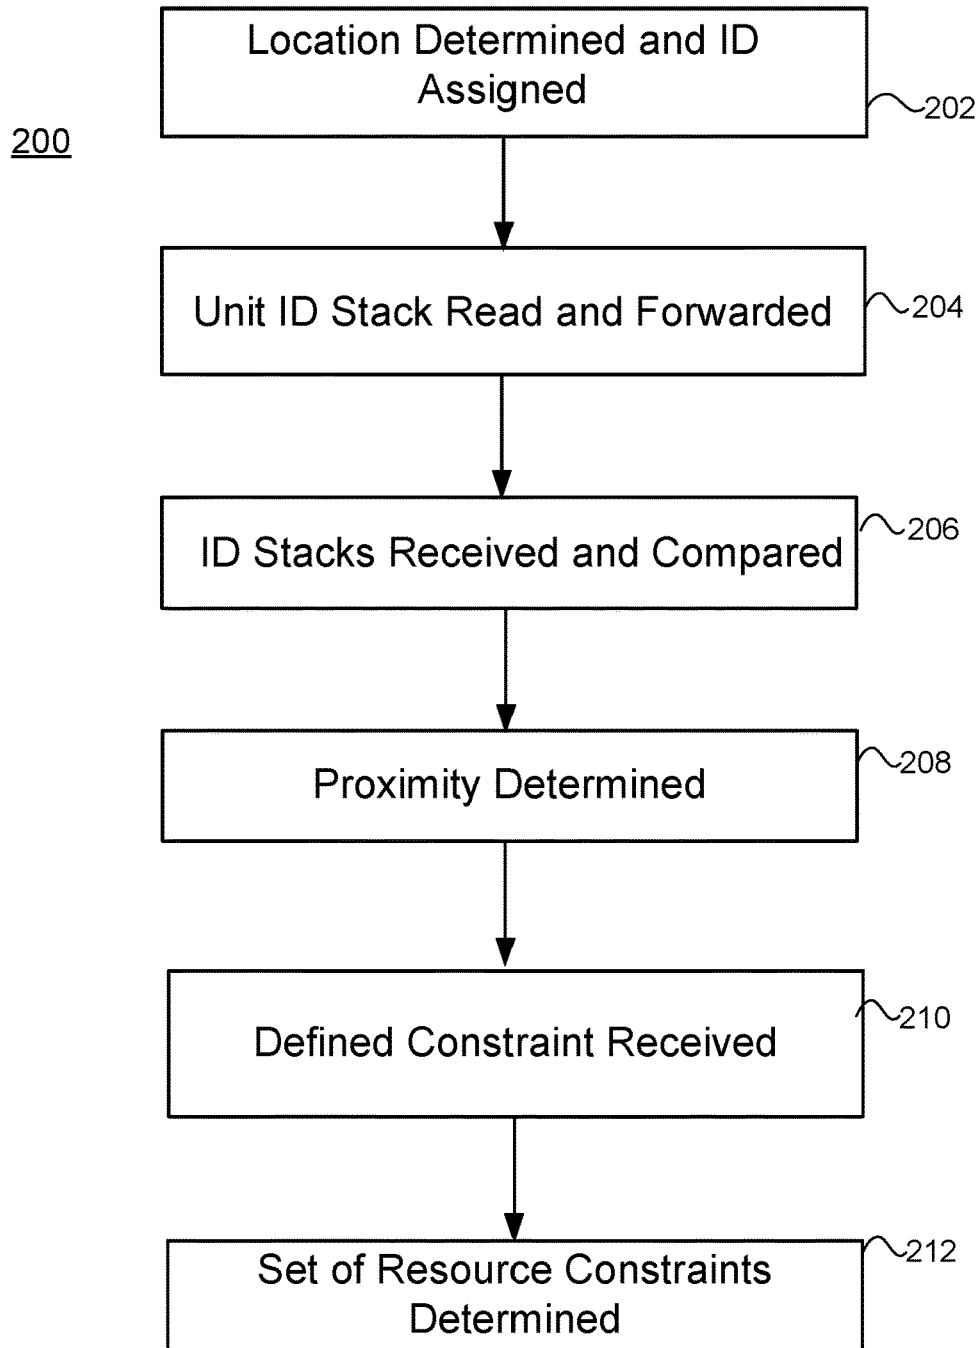 Location Determined and ID
Assigned
202
200
Unit ID Stack Read and Forwarded
204
ID Stacks Received and Compared
206
Proximity Determined
208
Defined Constraint Received
210
Set of Resource Constraints
Determined
212